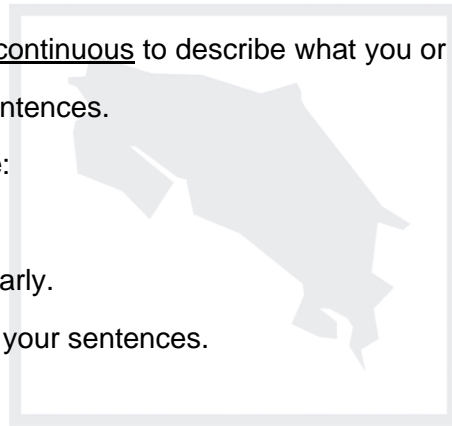 continuous to describe what you or
ntences.
:
arly.
your sentences.